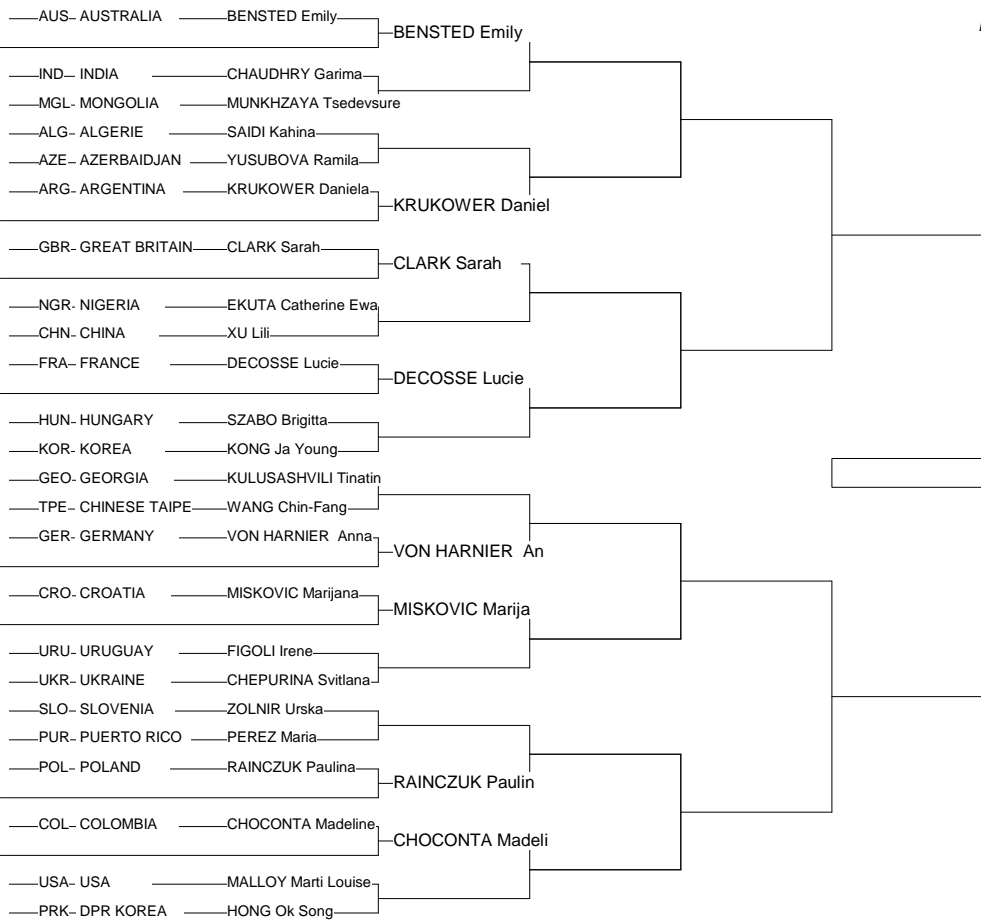 AUS- AUSTRALIA BENSTED Emily
BENSTED Emily
IND- INDIA CHAUDHRY Garima
MGL- MONGOLIA MUNKHZAYA Tsedevsure
ALG- ALGERIE SAIDI Kahina
AZE- AZERBAIDJAN YUSUBOVA Ramila
ARG- ARGENTINA KRUKOWER Daniela
KRUKOWER Daniel
GBR- GREAT BRITAIN CLARK Sarah
CLARK Sarah
NGR- NIGERIA EKUTA Catherine Ewa
CHN- CHINA XU Lili
FRA- FRANCE DECOSSE Lucie
DECOSSE Lucie
HUN- HUNGARY SZABO Brigitta
KOR- KOREA KONG Ja Young
GEO- GEORGIA KULUSASHVILI Tinatin
TPE- CHINESE TAIPE WANG Chin-Fang
GER- GERMANY VON HARNIER Anna
VON HARNIER An
CRO- CROATIA MISKOVIC Marijana
MISKOVIC Marija
URU- URUGUAY FIGOLI Irene
UKR- UKRAINE CHEPURINA Svitlana
SLO- SLOVENIA ZOLNIR Urska
PUR- PUERTO RICO PEREZ Maria
POL- POLAND RAINCZUK Paulina
RAINCZUK Paulin
COL- COLOMBIA CHOCONTA Madeline
CHOCONTA Madeli
USA- USA MALLOY Marti Louise
PRK- DPR KOREA HONG Ok Song